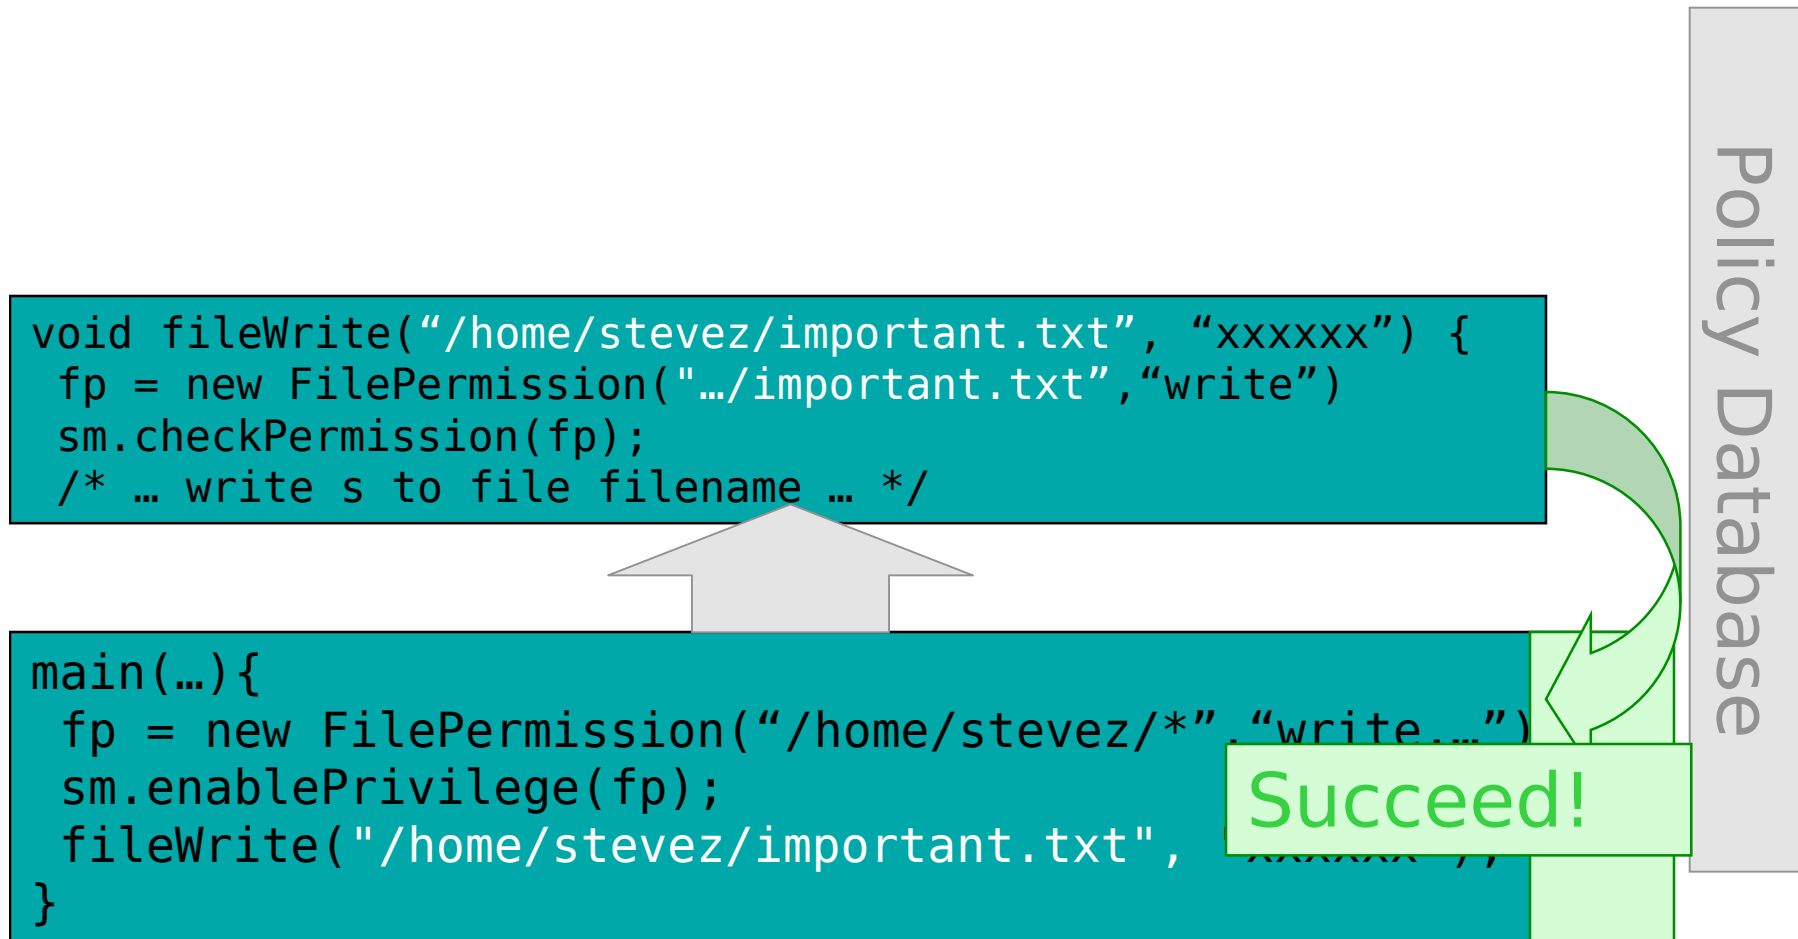 void fileWrite(“/home/stevez/important.txt”, “xxxxxx”) {
fp = new FilePermission("…/important.txt”,“write”)
sm.checkPermission(fp);
/* … write s to file filename … */
main(…){
fp = new FilePermission(“/home/stevez/*”,“write,…”)
sm.enablePrivilege(fp);
fileWrite("/home/stevez/important.txt", "xxxxxx");
}
Succeed!
Policy Database